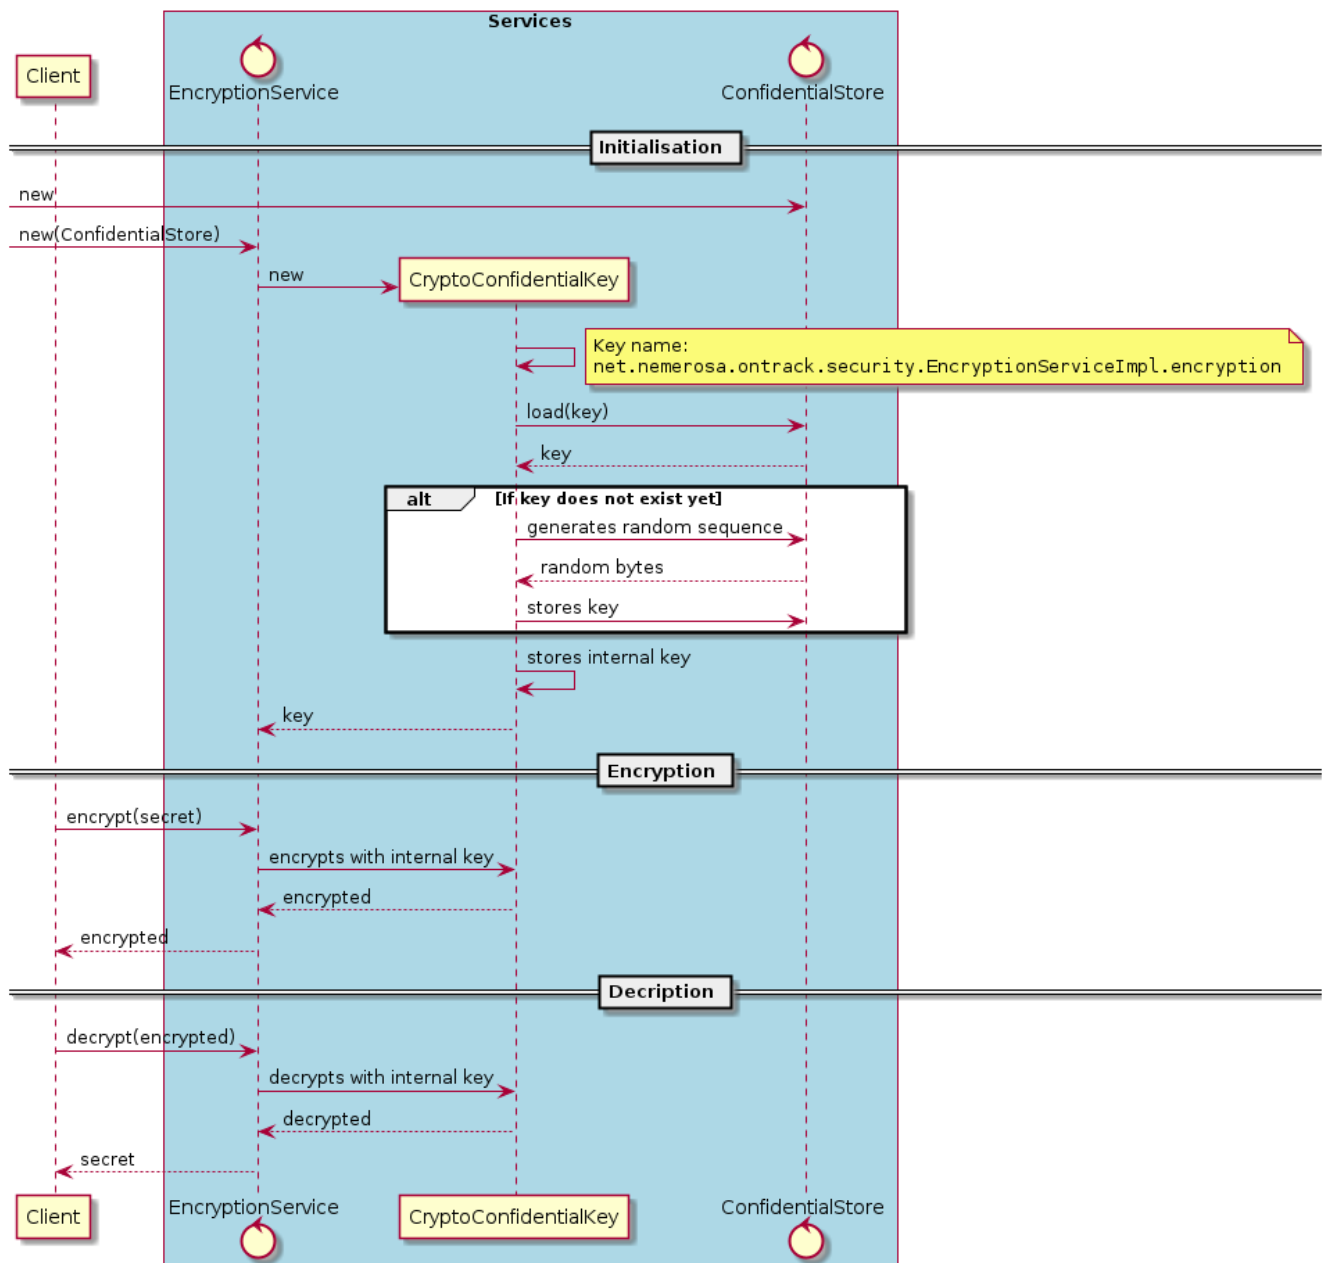 Services
Client
EncryptionService
ConfidentialStore
Initialisation
new
new(ConfidentialStore)
new
CryptoConfidentialKey
Key name:
net.nemerosa.ontrack.security.EncryptionServiceImpl.encryption
load(key)
key
alt [If key does not exist yet]
generates random sequence
random bytes
stores key
stores internal key
key
Encryption
encrypt(secret)
encrypts with internal key
encrypted
encrypted
Decription
decrypt(encrypted)
decrypts with internal key
decrypted
secret
Client
EncryptionService
CryptoConfidentialKey
ConfidentialStore